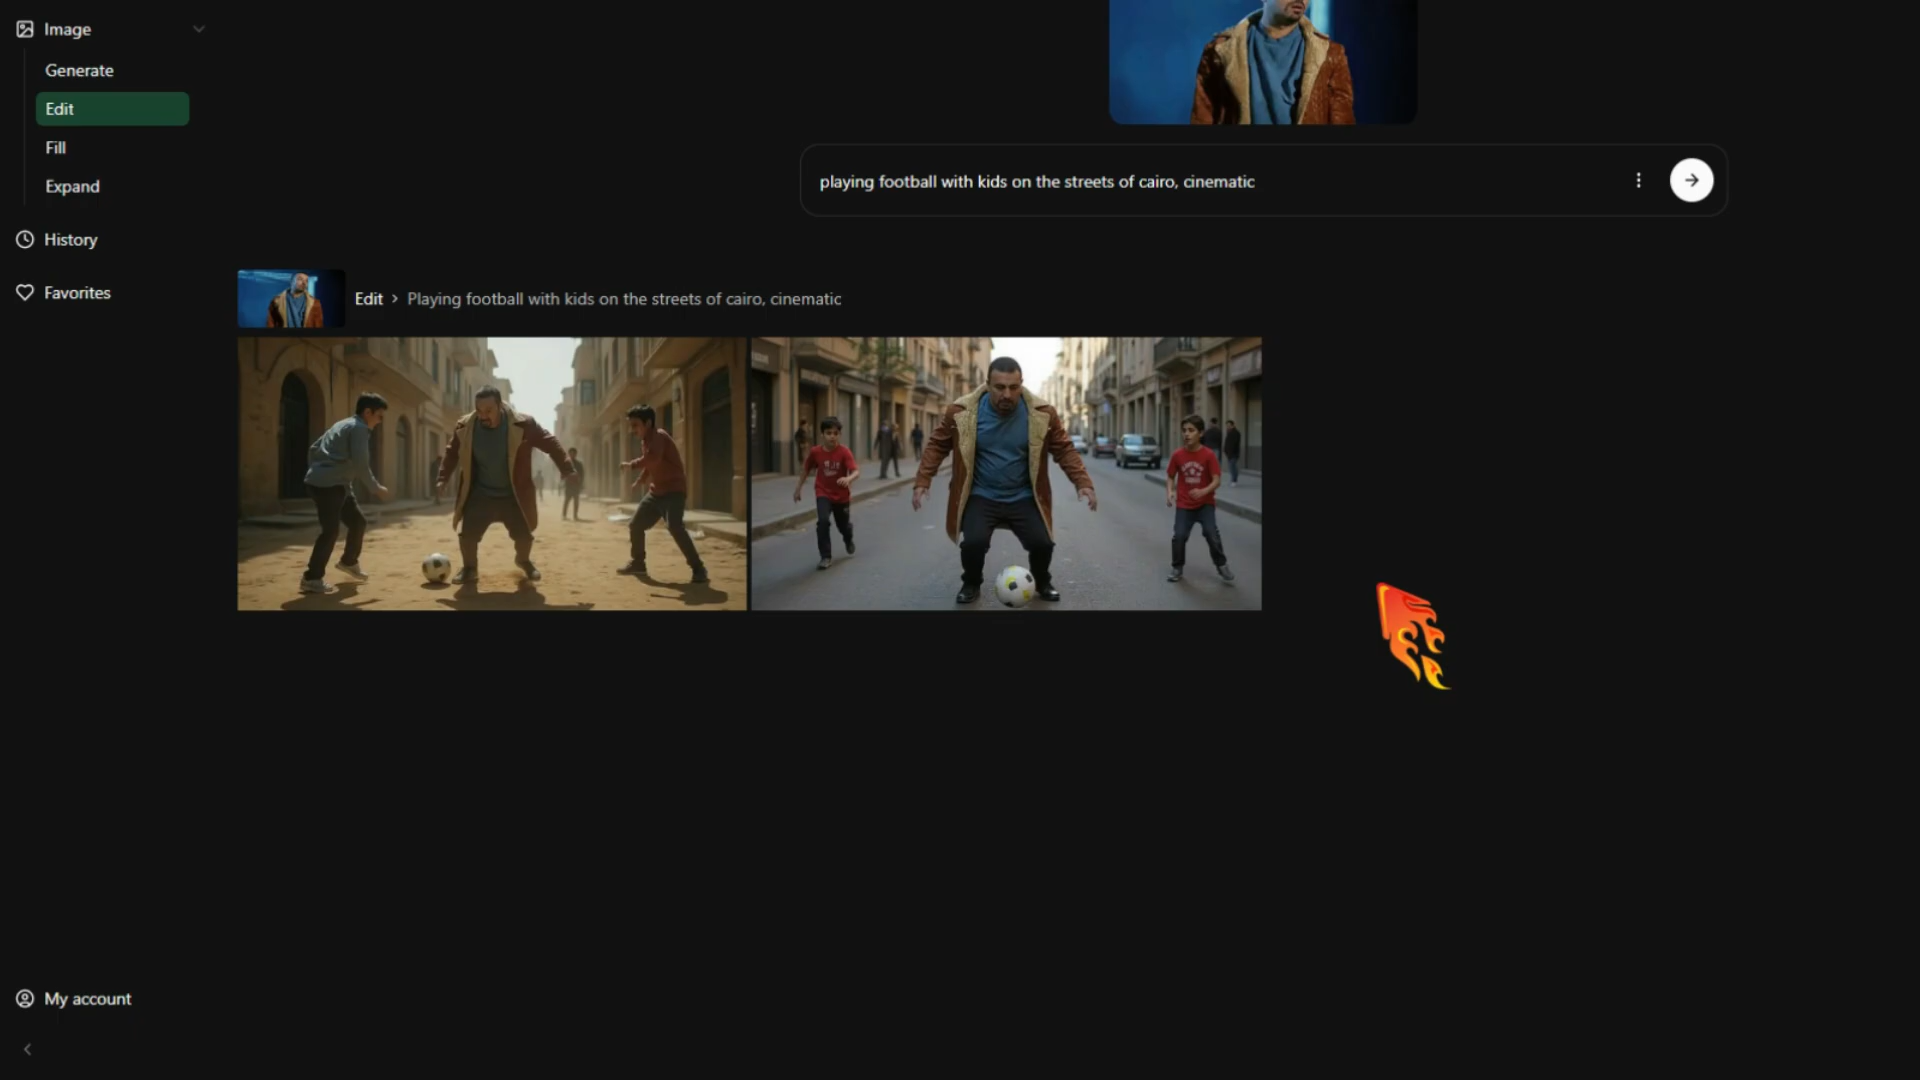 Image
Generate
Edit
Fill
Expand
History
Favorites
playing football with kids on the streets of cairo, cinematic
Edit > Playing football with kids on the streets of cairo, cinematic
My account